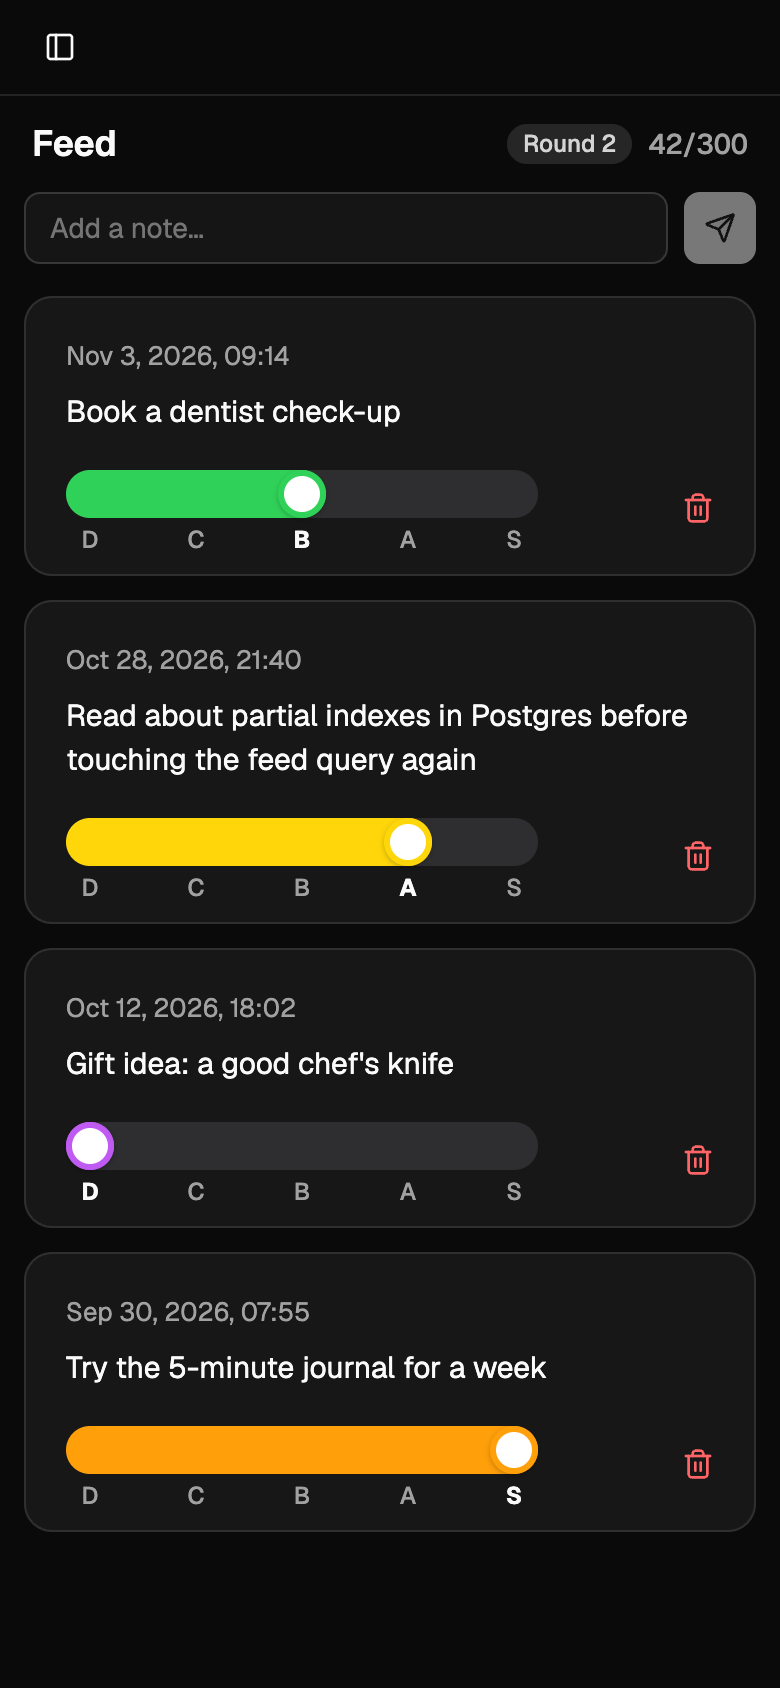 Feed
Round 2
42/300
Add a note...
Nov 3, 2026, 09:14
Book a dentist check-up
D C B A S
Oct 28, 2026, 21:40
Read about partial indexes in Postgres before
touching the feed query again
D C B A S
Oct 12, 2026, 18:02
Gift idea: a good chef's knife
D C B A S
Sep 30, 2026, 07:55
Try the 5-minute journal for a week
D C B A S